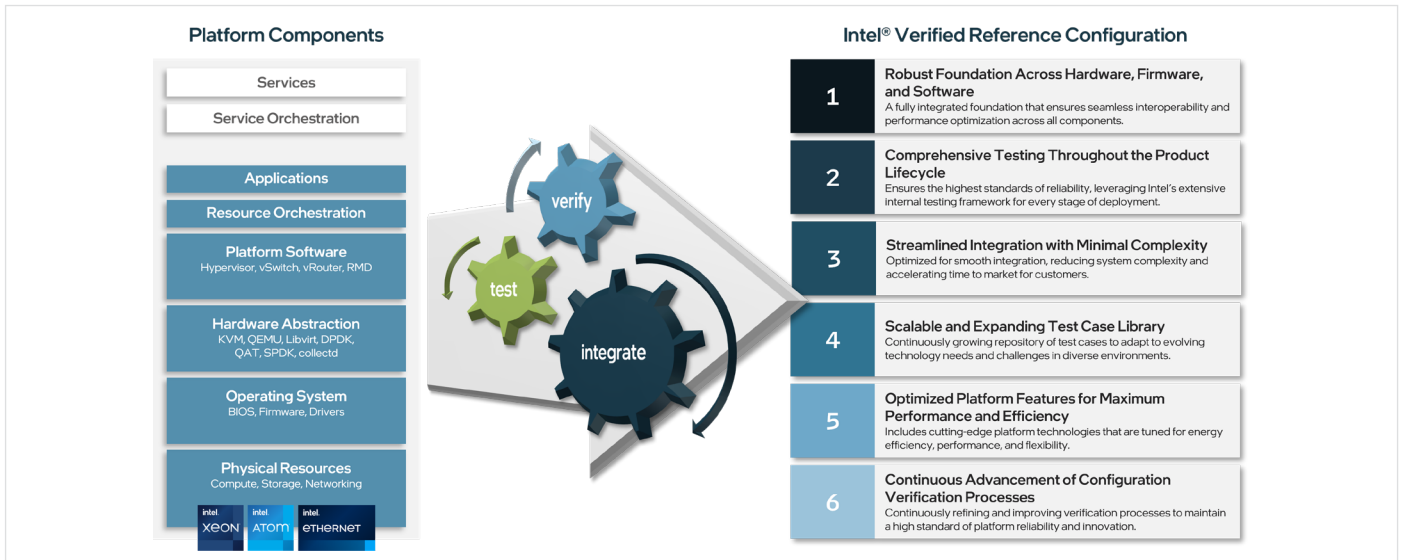 Platform Components
Services
Service Orchestration
Applications
Resource Orchestration
Platform Software
Hypervisor, vSwitch, vRouter, RMD
Hardware Abstraction
KVM, QEMU, Libvirt, DPDK,
QAT, SPDK, collectd
Operating System
BIOS, Firmware, Drivers
Physical Resources
Compute, Storage, Networking
intel.
xeon
intel.
ATOM
intel.
eTHERNET
verify
test
integrate
Intel® Verified Reference Configuration
1
Robust Foundation Across Hardware, Firmware,
and Software
A fully integrated foundation that ensures seamless interoperability and
performance optimization across all components.
2
Comprehensive Testing Throughout the Product
Lifecycle
Ensures the highest standards of reliability, leveraging Intel's extensive
internal testing framework for every stage of deployment.
3
Streamlined Integration with Minimal Complexity
Optimized for smooth integration, reducing system complexity and
accelerating time to market for customers.
4
Scalable and Expanding Test Case Library
Continuously growing repository of test cases to adapt to evolving
technology needs and challenges in diverse environments.
5
Optimized Platform Features for Maximum
Performance and Efficiency
Includes cutting-edge platform technologies that are tuned for energy
efficiency, performance, and flexibility.
6
Continuous Advancement of Configuration
Verification Processes
Continuously refining and improving verification processes to maintain
a high standard of platform reliability and innovation.